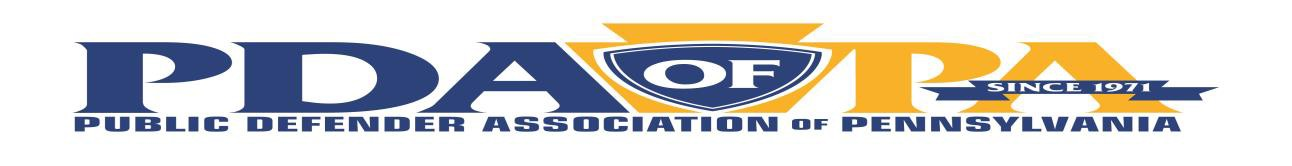 PDA OF PA
SINCE 1971
PUBLIC DEFENDER ASSOCIATION OF PENNSYLVANIA